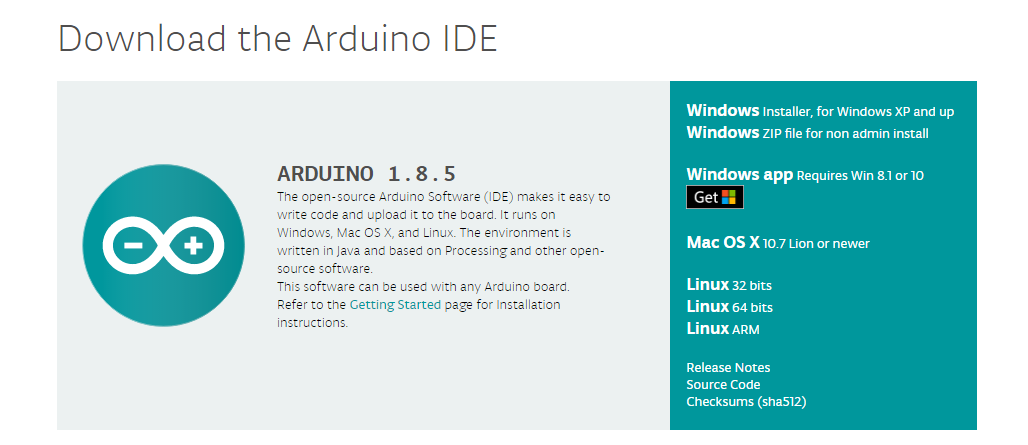 Download the Arduino IDE
ARDUINO 1.8.5
The open-source Arduino Software (IDE) makes it easy to
write code and upload it to the board. It runs on
Windows, Mac OS X, and Linux. The environment is
written in Java and based on Processing and other open-
source software.
This software can be used with any Arduino board.
Refer to the Getting Started page for Installation
instructions.
Windows Installer, for Windows XP and up
Windows ZIP file for non admin install
Windows app Requires Win 8.1 or 10
Get
Mac OS X 10.7 Lion or newer
Linux 32 bits
Linux 64 bits
Linux ARM
Release Notes
Source Code
Checksums (sha512)